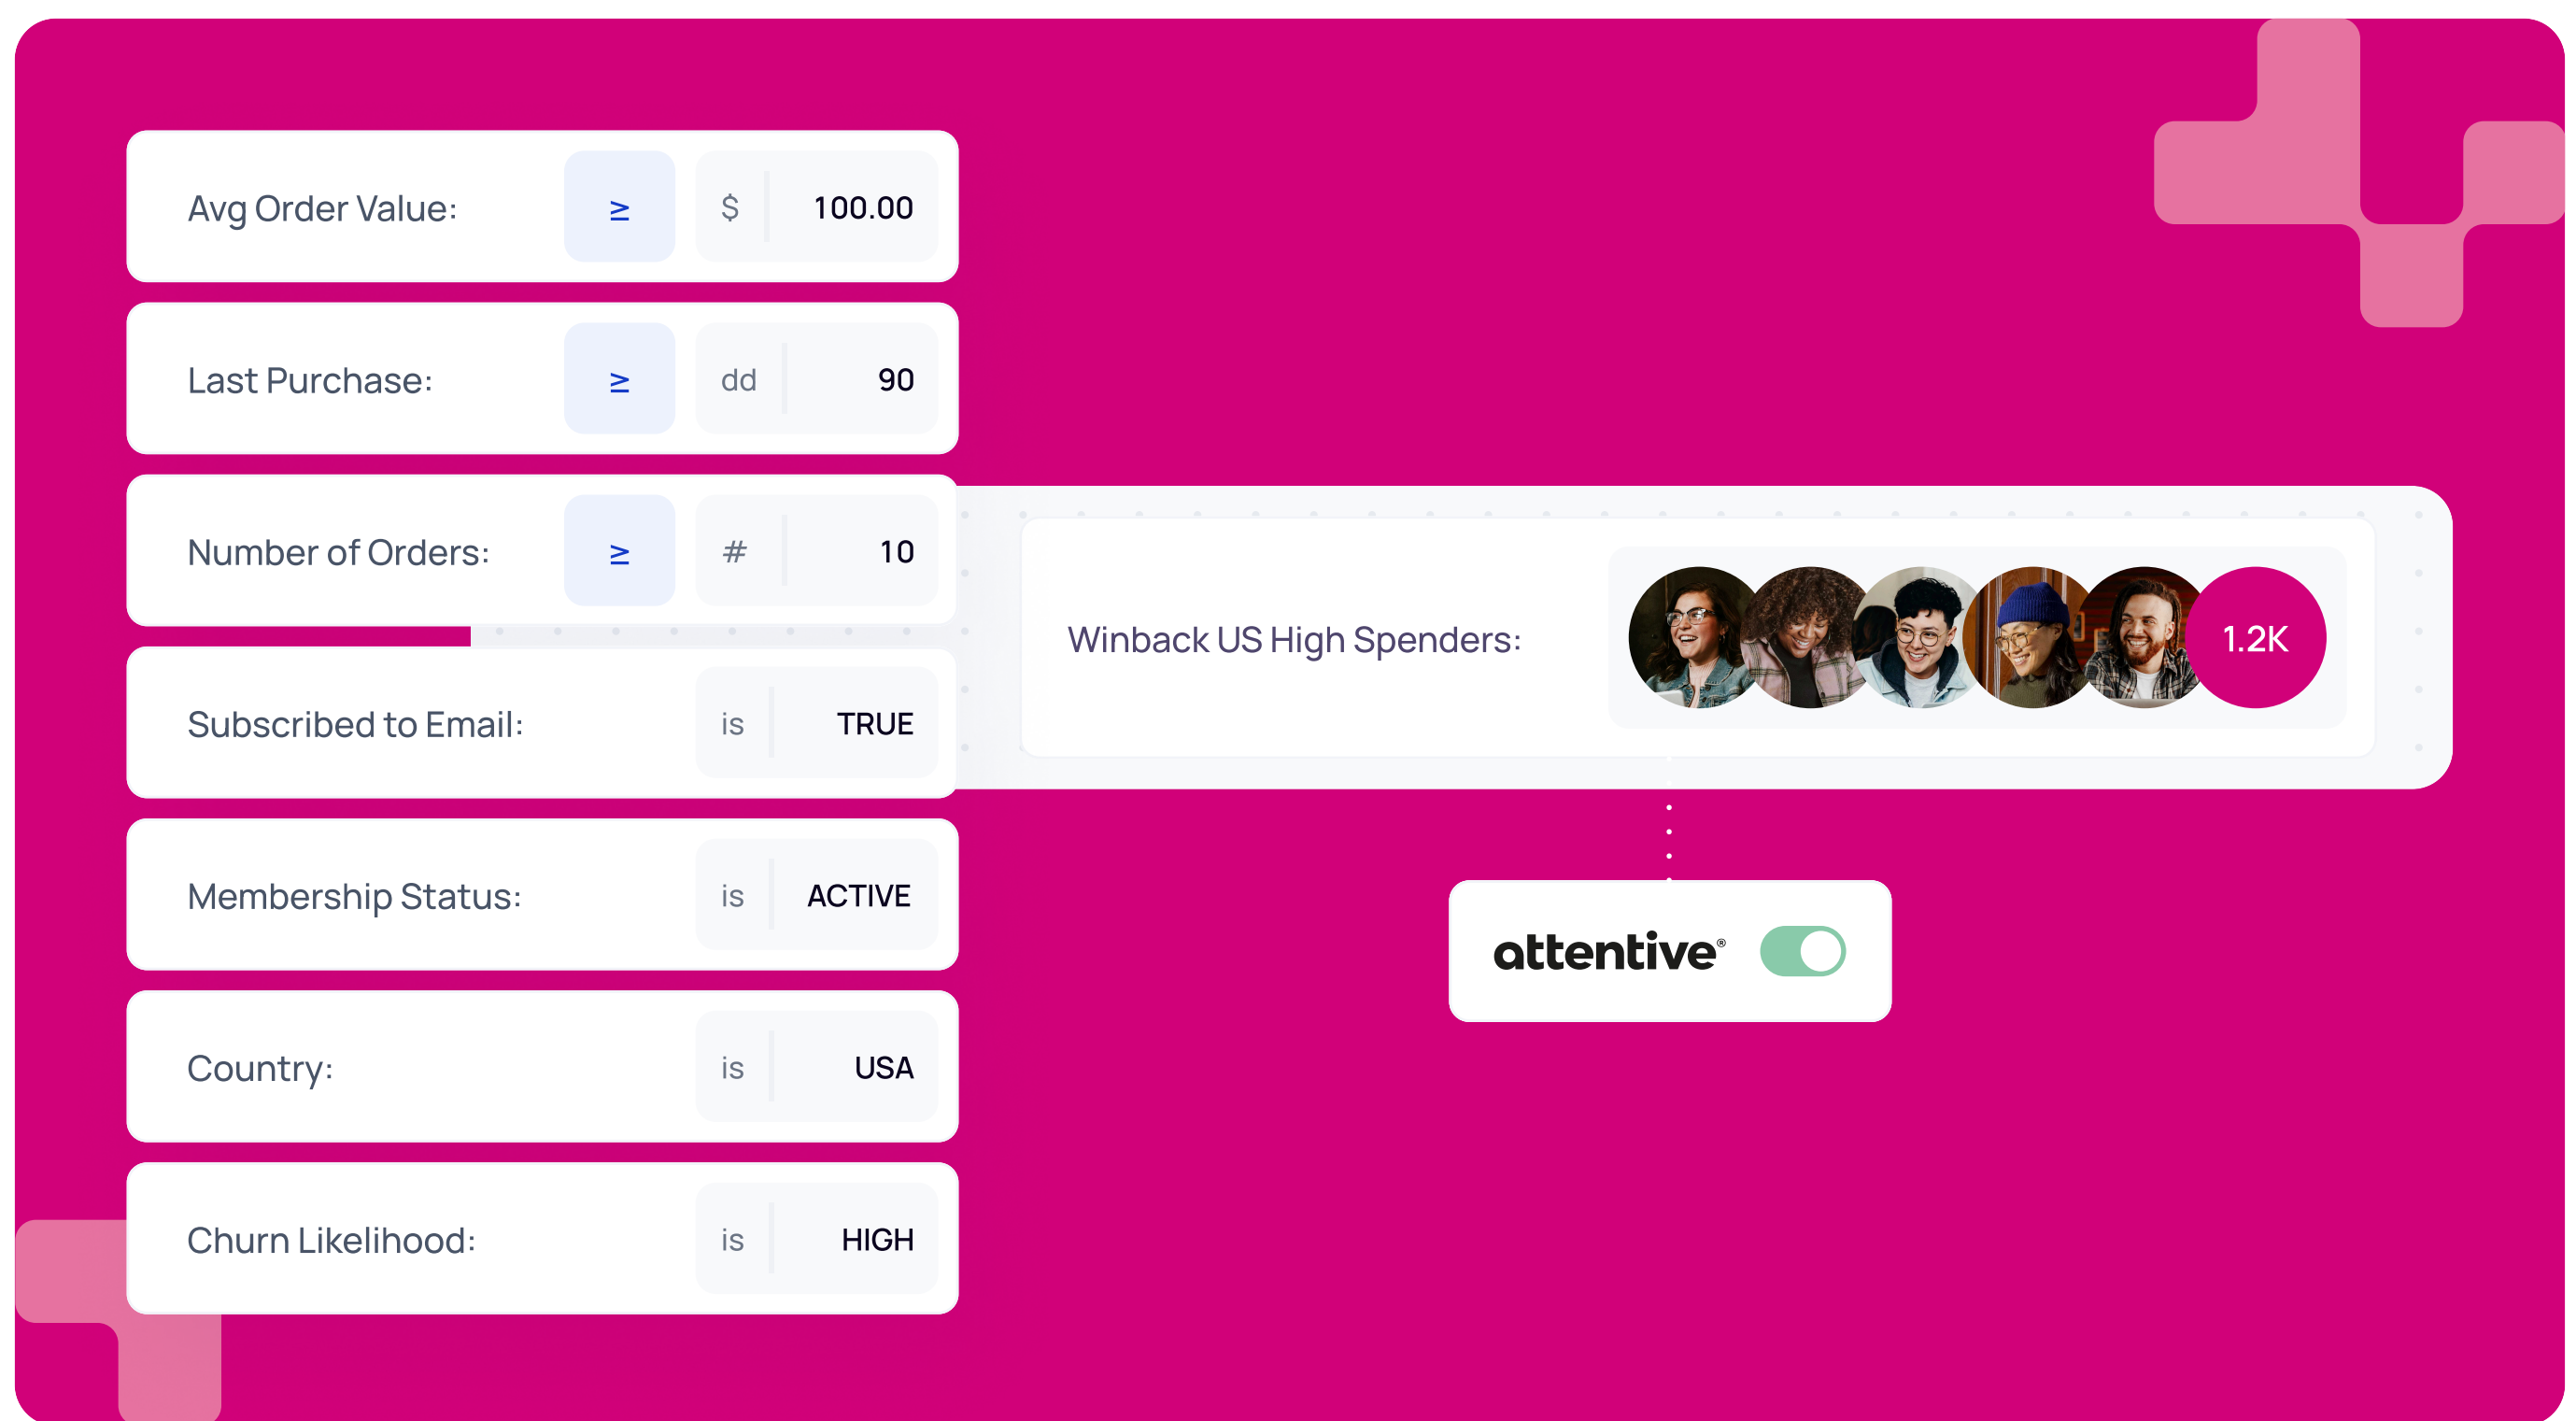 Avg Order Value: ≥ $ 100.00
Last Purchase: ≥ dd 90
Number of Orders: ≥ # 10
Subscribed to Email: is TRUE
Membership Status: is ACTIVE
Country: is USA
Churn Likelihood: is HIGH
Winback US High Spenders: 1.2K
attentive®